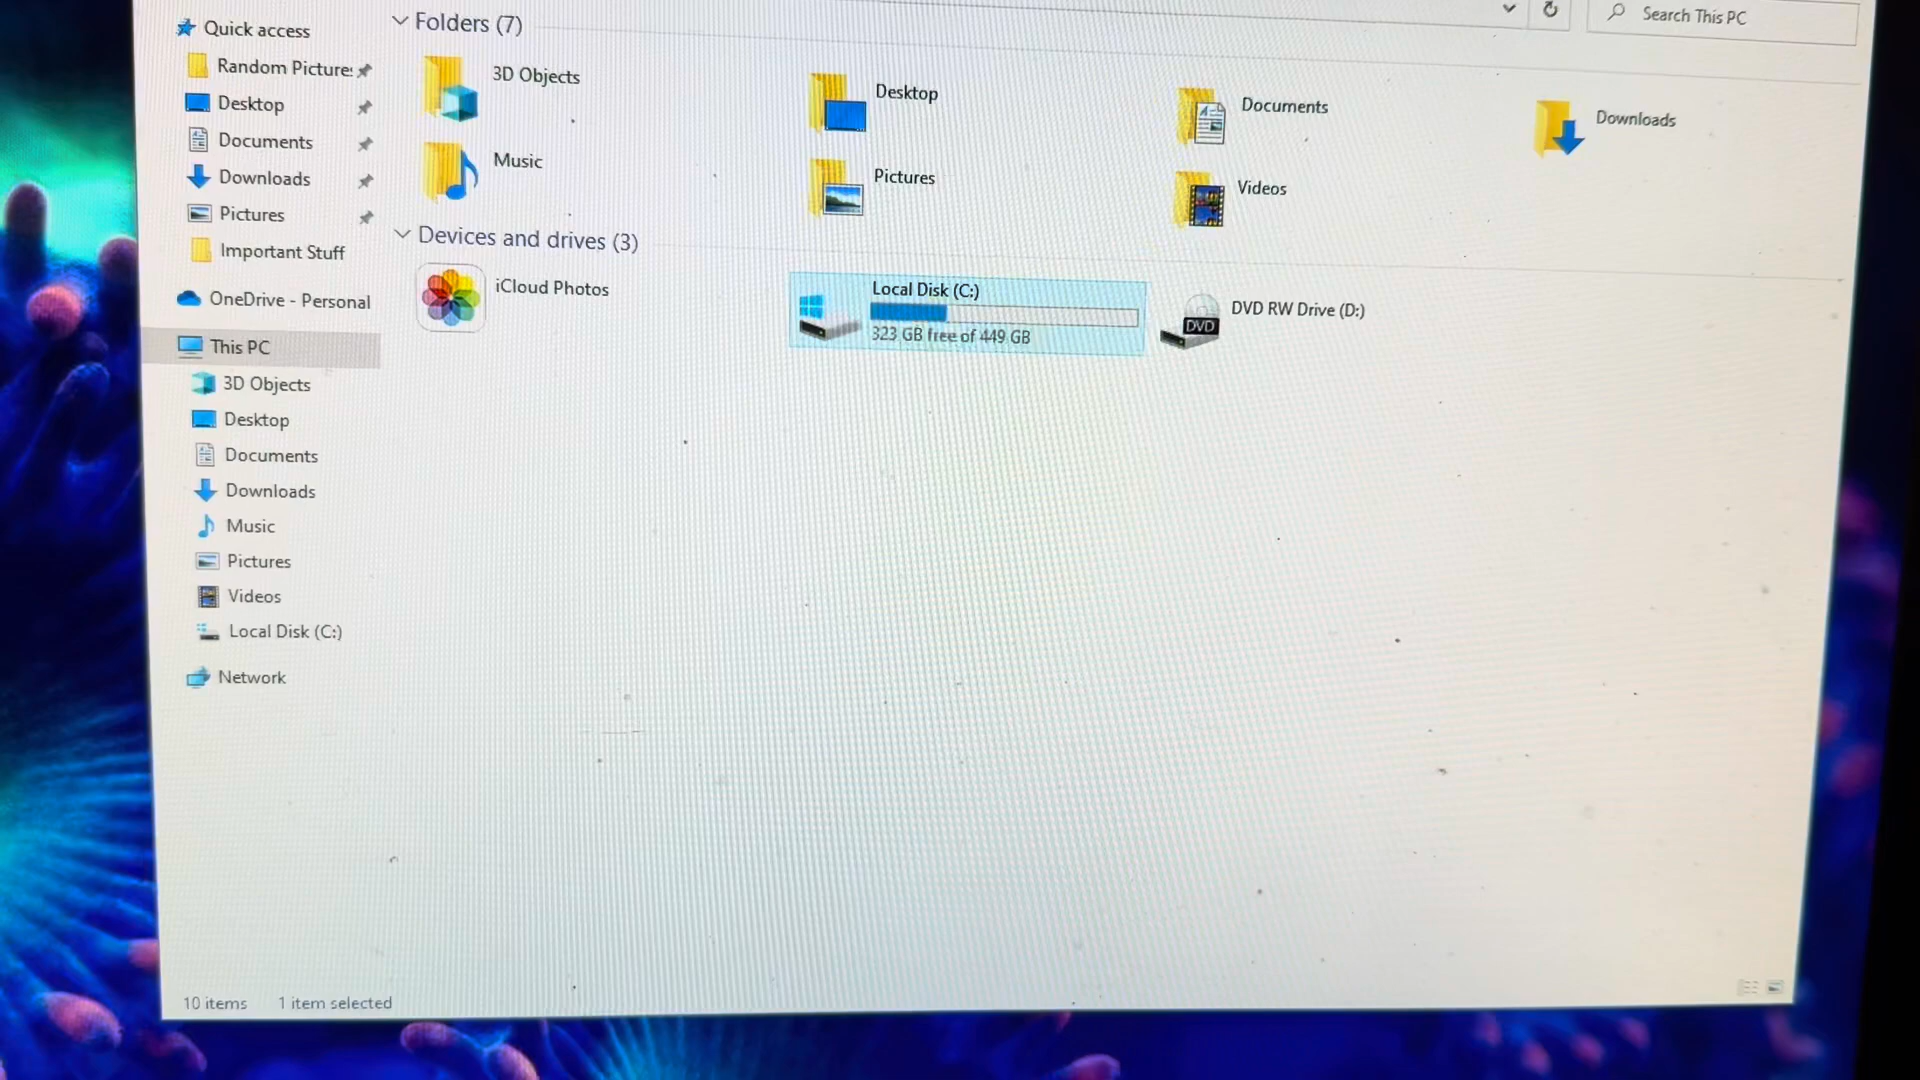 Quick access
Random Pictures
Desktop
Documents
Downloads
Pictures
Important Stuff
OneDrive - Personal
This PC
3D Objects
Desktop
Documents
Downloads
Music
Pictures
Videos
Local Disk (C:)
Network
Search This PC
Folders (7)
3D Objects
Desktop
Documents
Downloads
Music
Pictures
Videos
Devices and drives (3)
iCloud Photos
Local Disk (C:)
323 GB free of 449 GB
DVD
DVD RW Drive (D:)
10 items
1 item selected